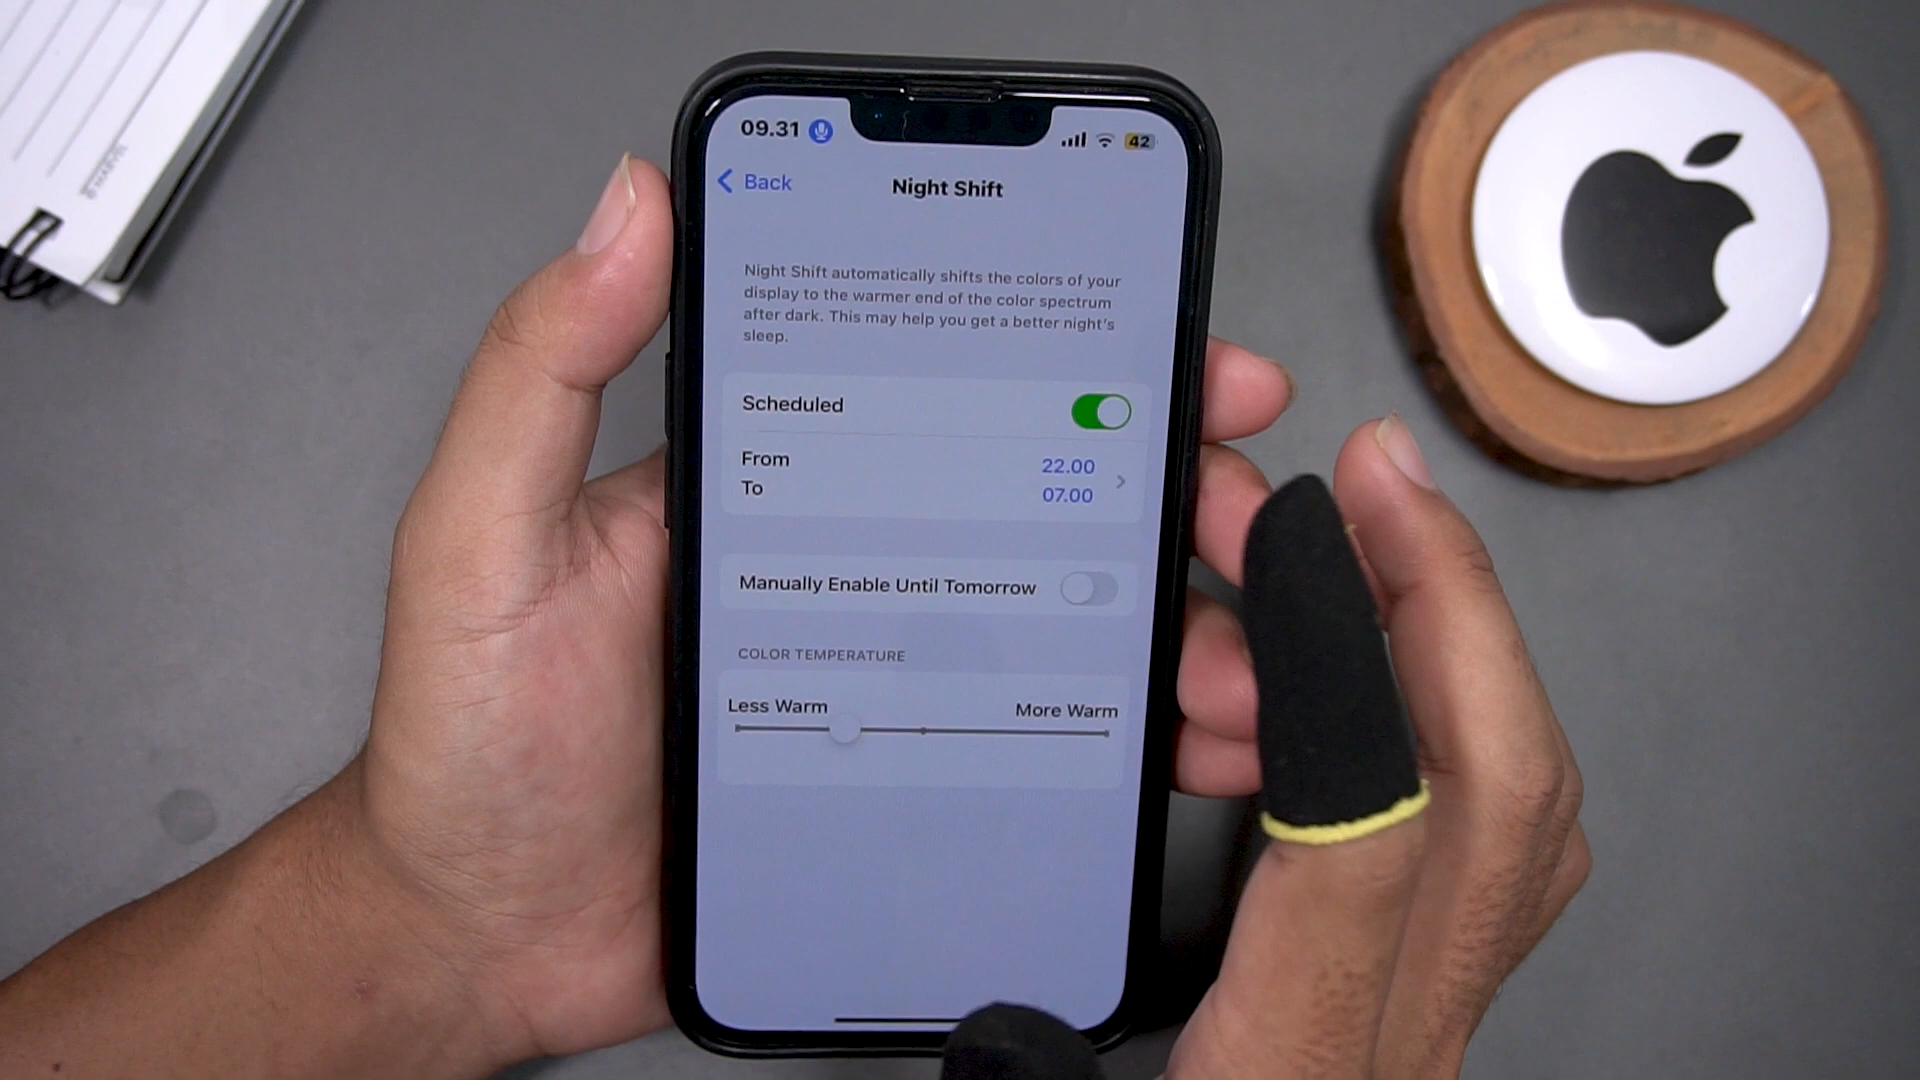 09.31
42
Back
Night Shift
Night Shift automatically shifts the colors of your
display to the warmer end of the color spectrum
after dark. This may help you get a better night's
sleep.
Scheduled
From
22.00
To
07.00
Manually Enable Until Tomorrow
COLOR TEMPERATURE
Less Warm
More Warm